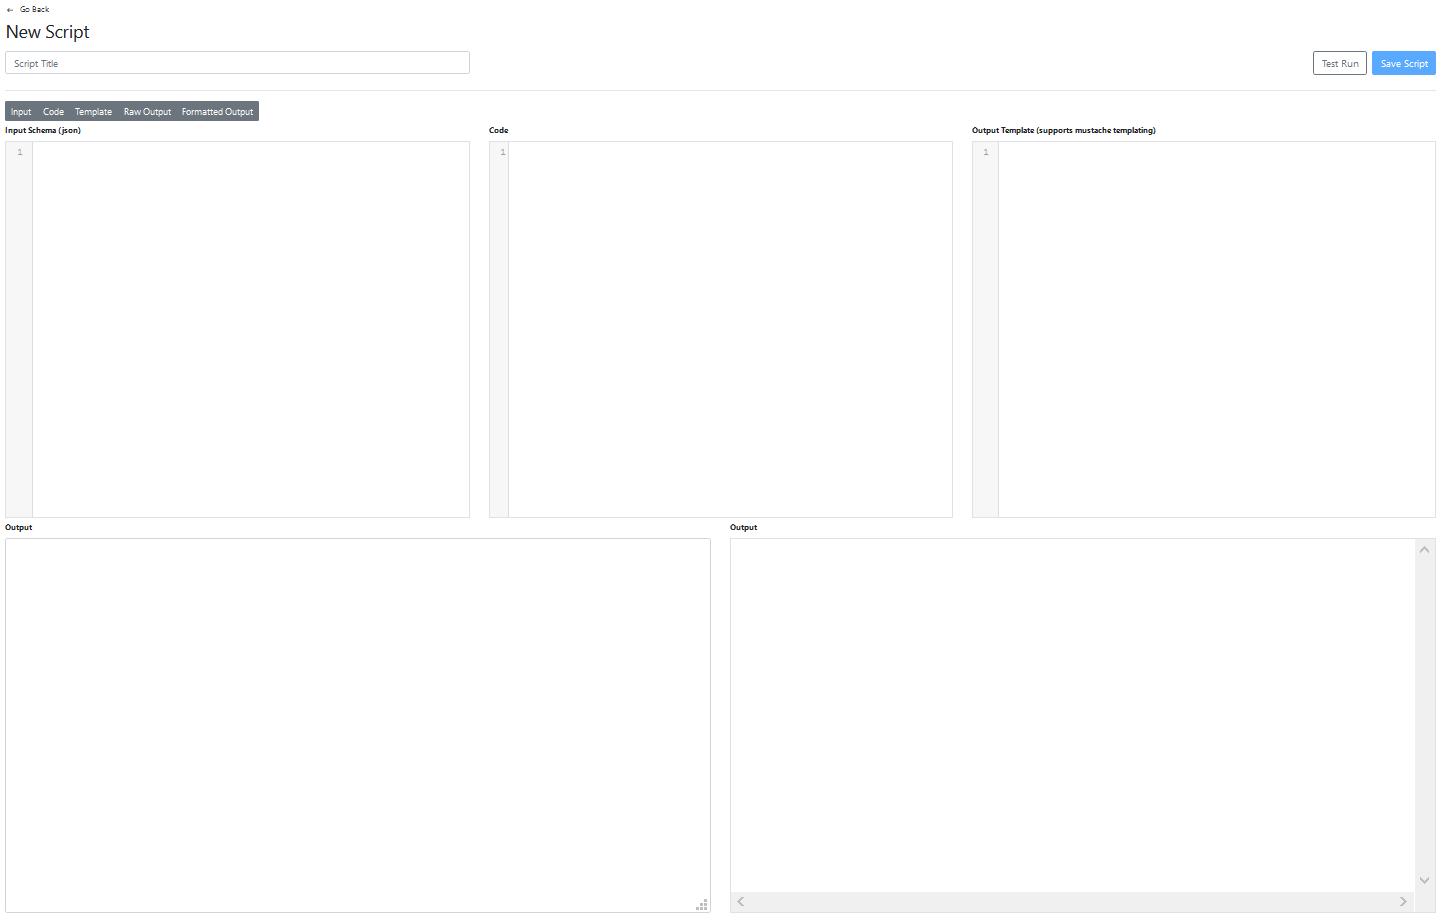 ← Go Back
New Script
Script Title
Test Run
Save Script
Input Code Template Raw Output Formatted Output
Input Schema (json)
Code
Output Template (supports mustache templating)
1
1
1
Output
Output